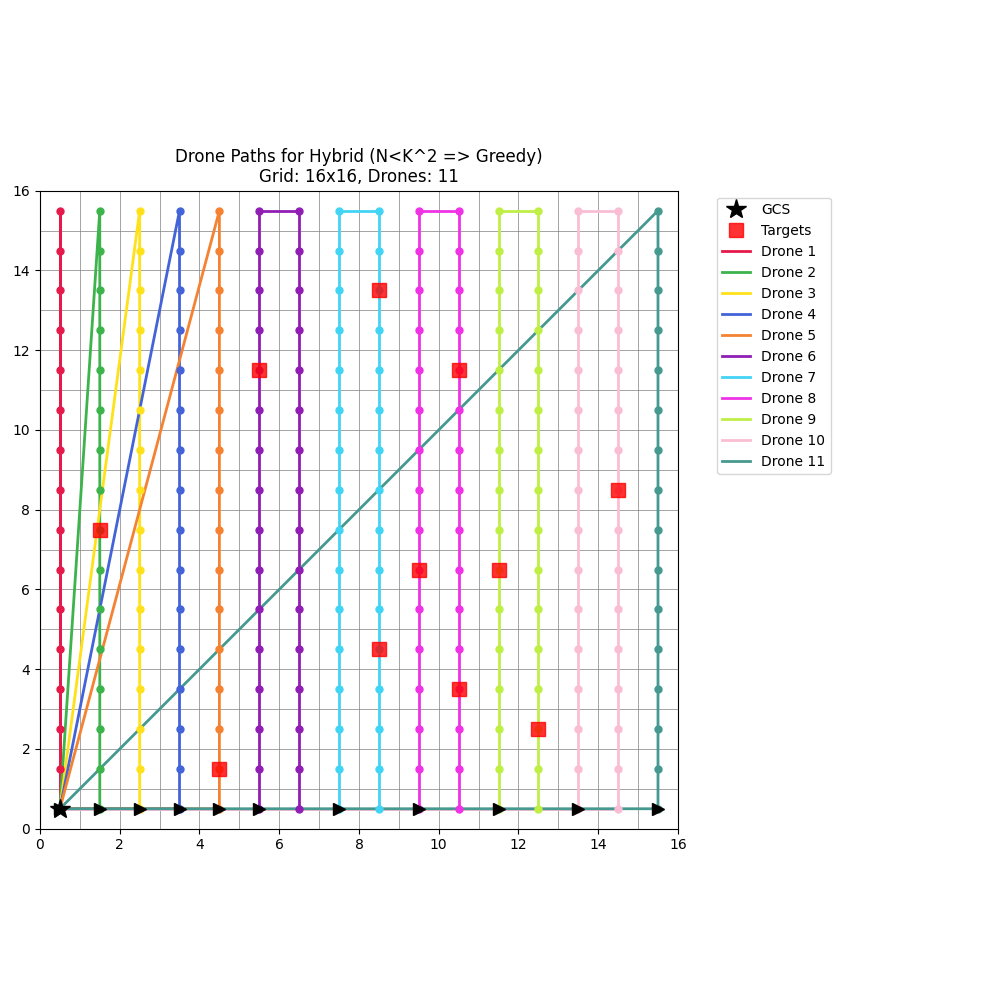 Drone Paths for Hybrid (N<K^2 => Greedy)
Grid: 16x16, Drones: 11
16
14
12
10
8
6
4
2
0
0 2 4 6 8 10 12 14 16
GCS
Targets
Drone 1
Drone 2
Drone 3
Drone 4
Drone 5
Drone 6
Drone 7
Drone 8
Drone 9
Drone 10
Drone 11